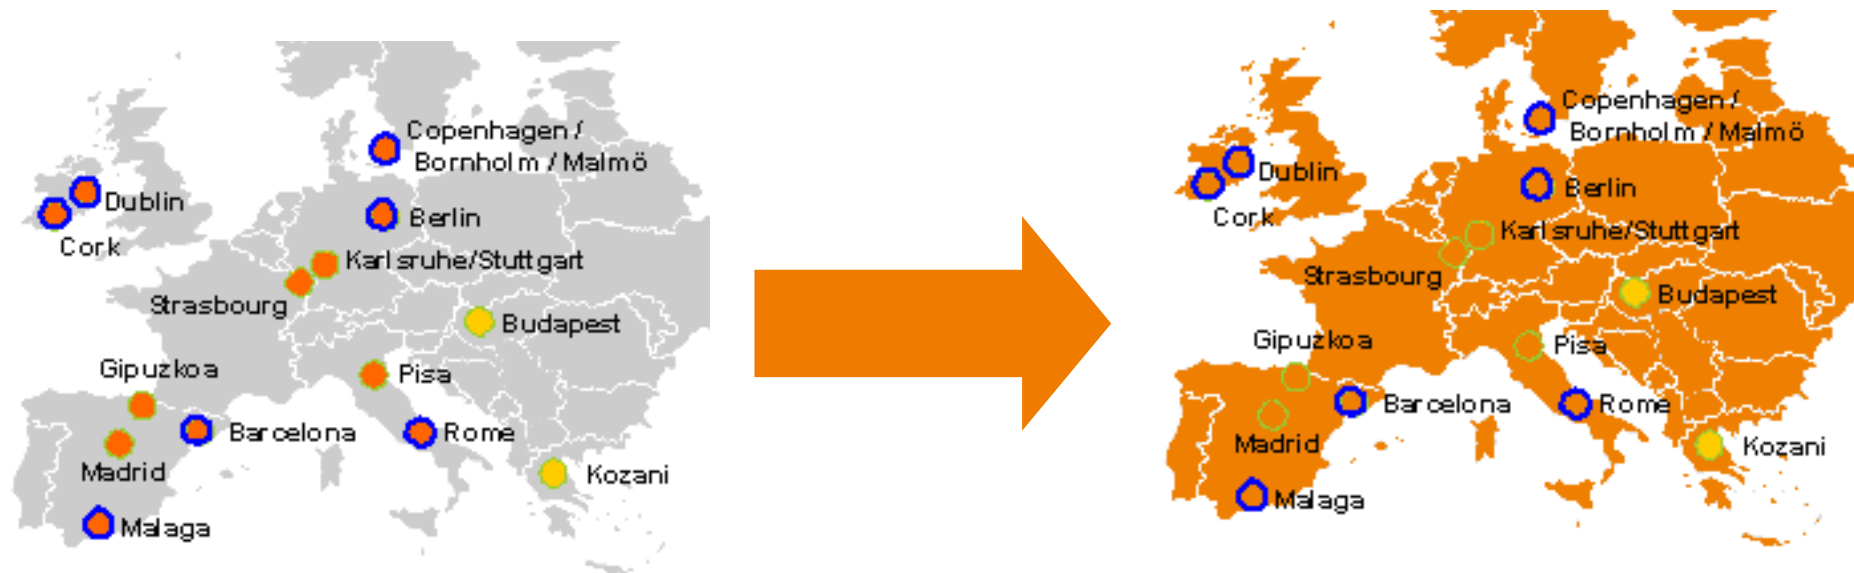 Copenhagen /
Bornholm / Malmö
Dublin
Berlin
Cork
Karlsruhe/Stuttgart
Strasbourg
Budapest
Gipuzkoa
Pisa
Barcelona
Rome
Madrid
Kozani
Malaga
Copenhagen /
Bornholm / Malmö
Dublin
Berlin
Cork
Karlsruhe/Stuttgart
Strasbourg
Budapest
Gipuzkoa
Pisa
Barcelona
Rome
Madrid
Kozani
Malaga